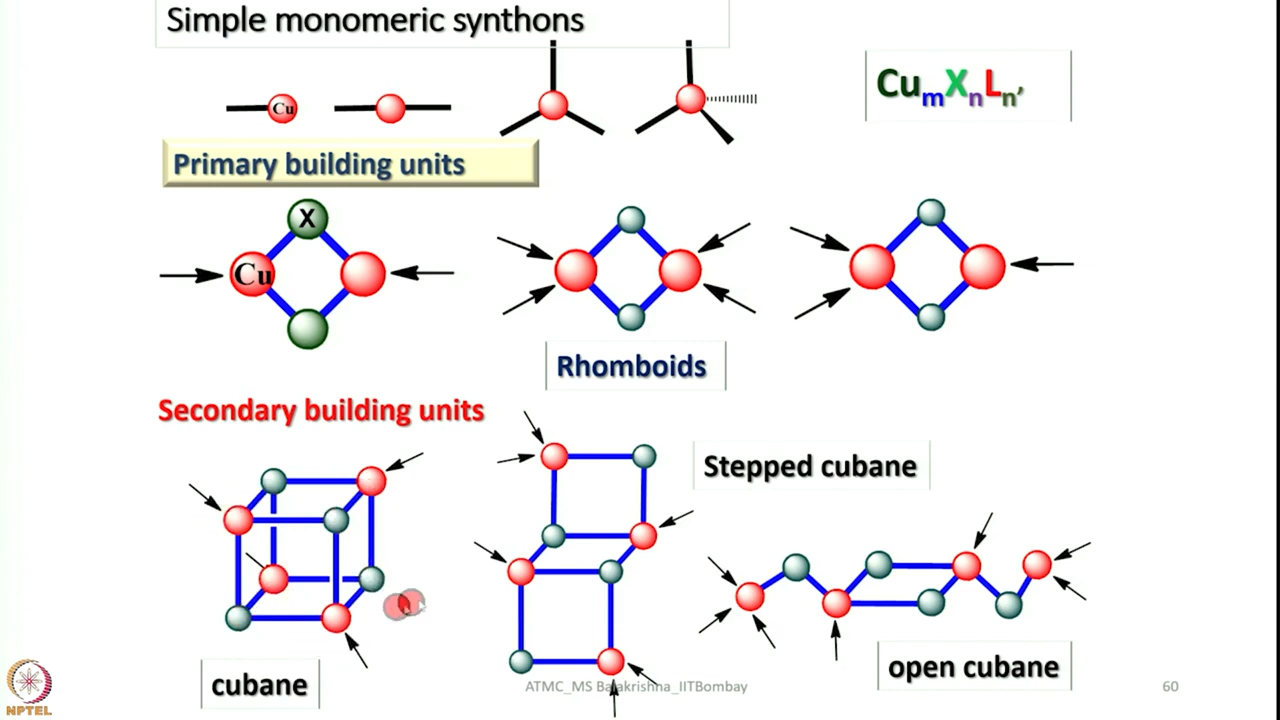 Simple monomeric synthons
CumXnLn’
Cu
Primary building units
X
Cu
Rhomboids
Secondary building units
Stepped cubane
cubane
open cubane
ATMC_MS Balakrishna_IITBombay
60
NPTEL